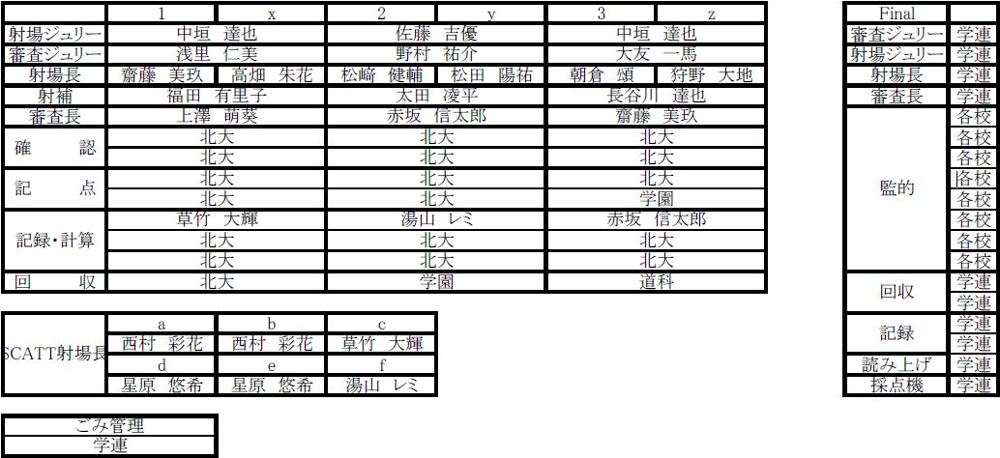 1 x 2 y 3 z
射場ジュリー 中垣 達也 佐藤 吉優 中垣 達也
審査ジュリー 浅里 仁美 野村 祐介 大友 一馬
射場長 齋藤 美玖 高畑 朱花 松﨑 健輔 松田 陽祐 朝倉 頌 狩野 大地
射補 福田 有里子 太田 凌平 長谷川 達也
審査長 上澤 萌葵 赤坂 信太郎 齋藤 美玖
確 認 北大 北大 北大
北大 北大 北大
記 点 北大 北大 北大
北大 北大 学園
記録・計算 草竹 大輝 湯山 レミ 赤坂 信太郎
北大 北大 北大
北大 北大 北大
回 収 北大 学園 道科
SCATT射場長 a b c
西村 彩花 西村 彩花 草竹 大輝
d e f
星原 悠希 星原 悠希 湯山 レミ
ごみ管理
学連
Final
審査ジュリー 学連
射場ジュリー 学連
射場長 学連
審査長 学連
監的 各校
各校
各校
各校
各校
各校
各校
各校
回収 学連
学連
記録 学連
学連
読み上げ 学連
採点機 学連